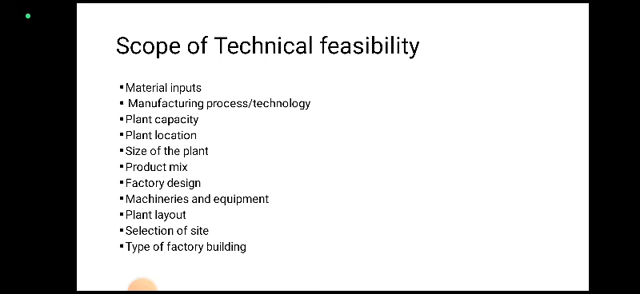 Scope of Technical feasibility
▪Material inputs
▪ Manufacturing process/technology
▪Plant capacity
▪Plant location
▪Size of the plant
▪Product mix
▪Factory design
▪Machineries and equipment
▪Plant layout
▪Selection of site
▪Type of factory building